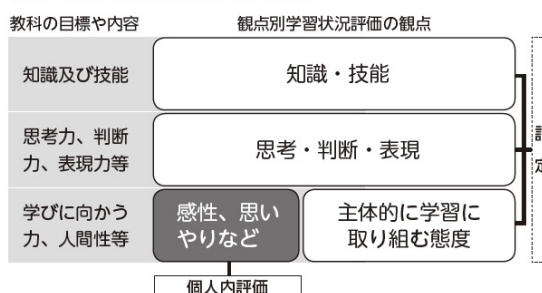 教科の目標や内容
観点別学習状況評価の観点
知識及び技能
知識・技能
思考力、判断
力、表現力等
思考・判断・表現
学びに向かう
力、人間性等
感性、思い
やりなど
主体的に学習に
取り組む態度
定
個人内評価